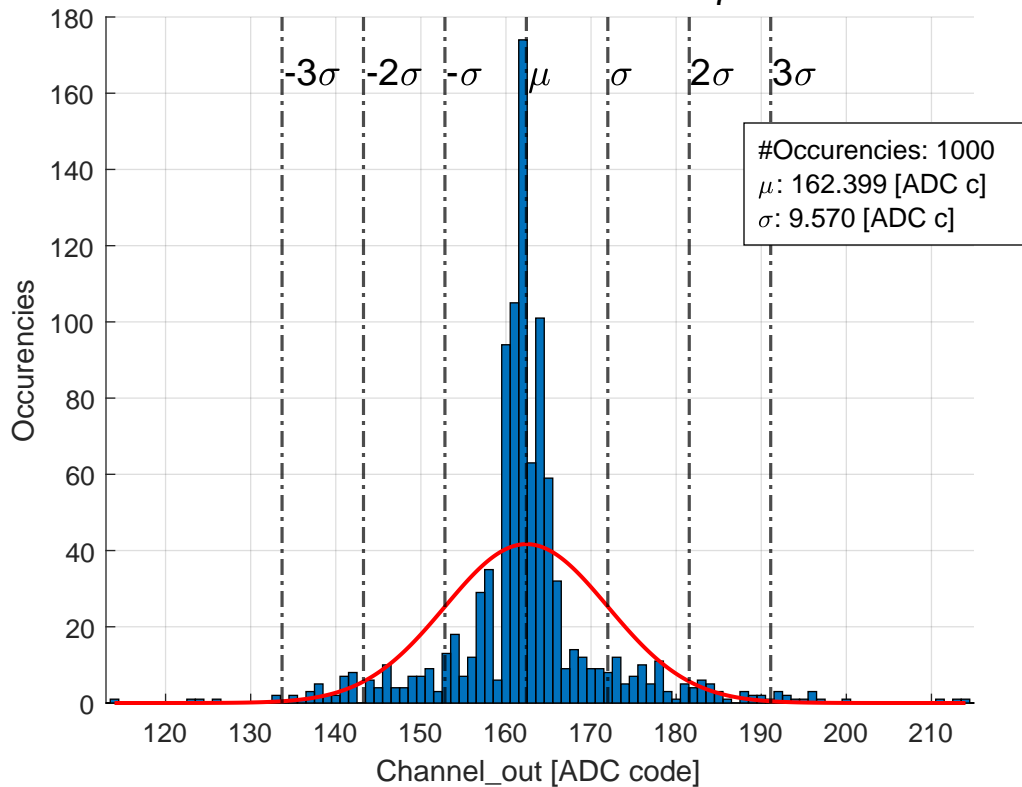 180
160
140
120
100
80
60
40
20
0
-3σ
-2σ
-σ
μ
σ
2σ
3σ
#Occurencies: 1000
μ: 162.399 [ADC c]
σ: 9.570 [ADC c]
Occurencies
120
130
140
150
160
170
180
190
200
210
Channel_out [ADC code]